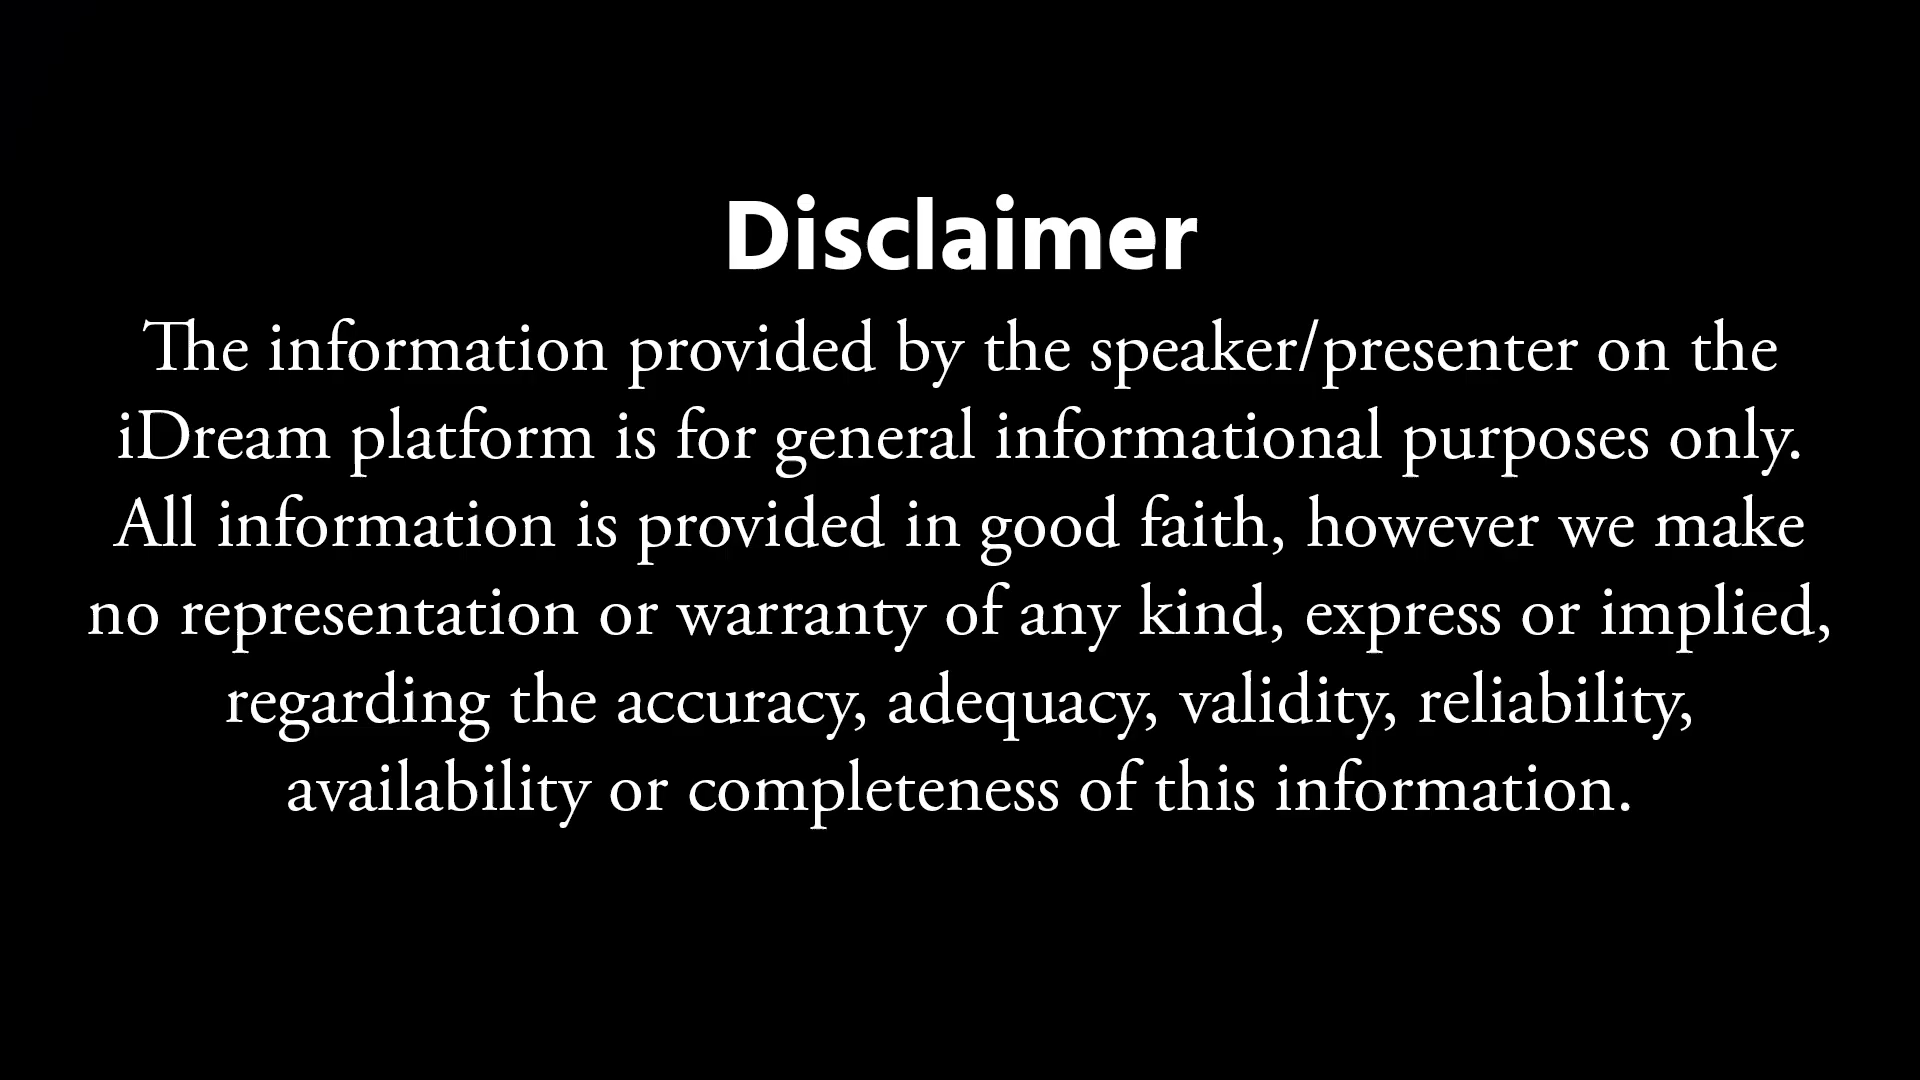 Disclaimer
The information provided by the speaker/presenter on the
iDream platform is for general informational purposes only.
All information is provided in good faith, however we make
no representation or warranty of any kind, express or implied,
regarding the accuracy, adequacy, validity, reliability,
availability or completeness of this information.